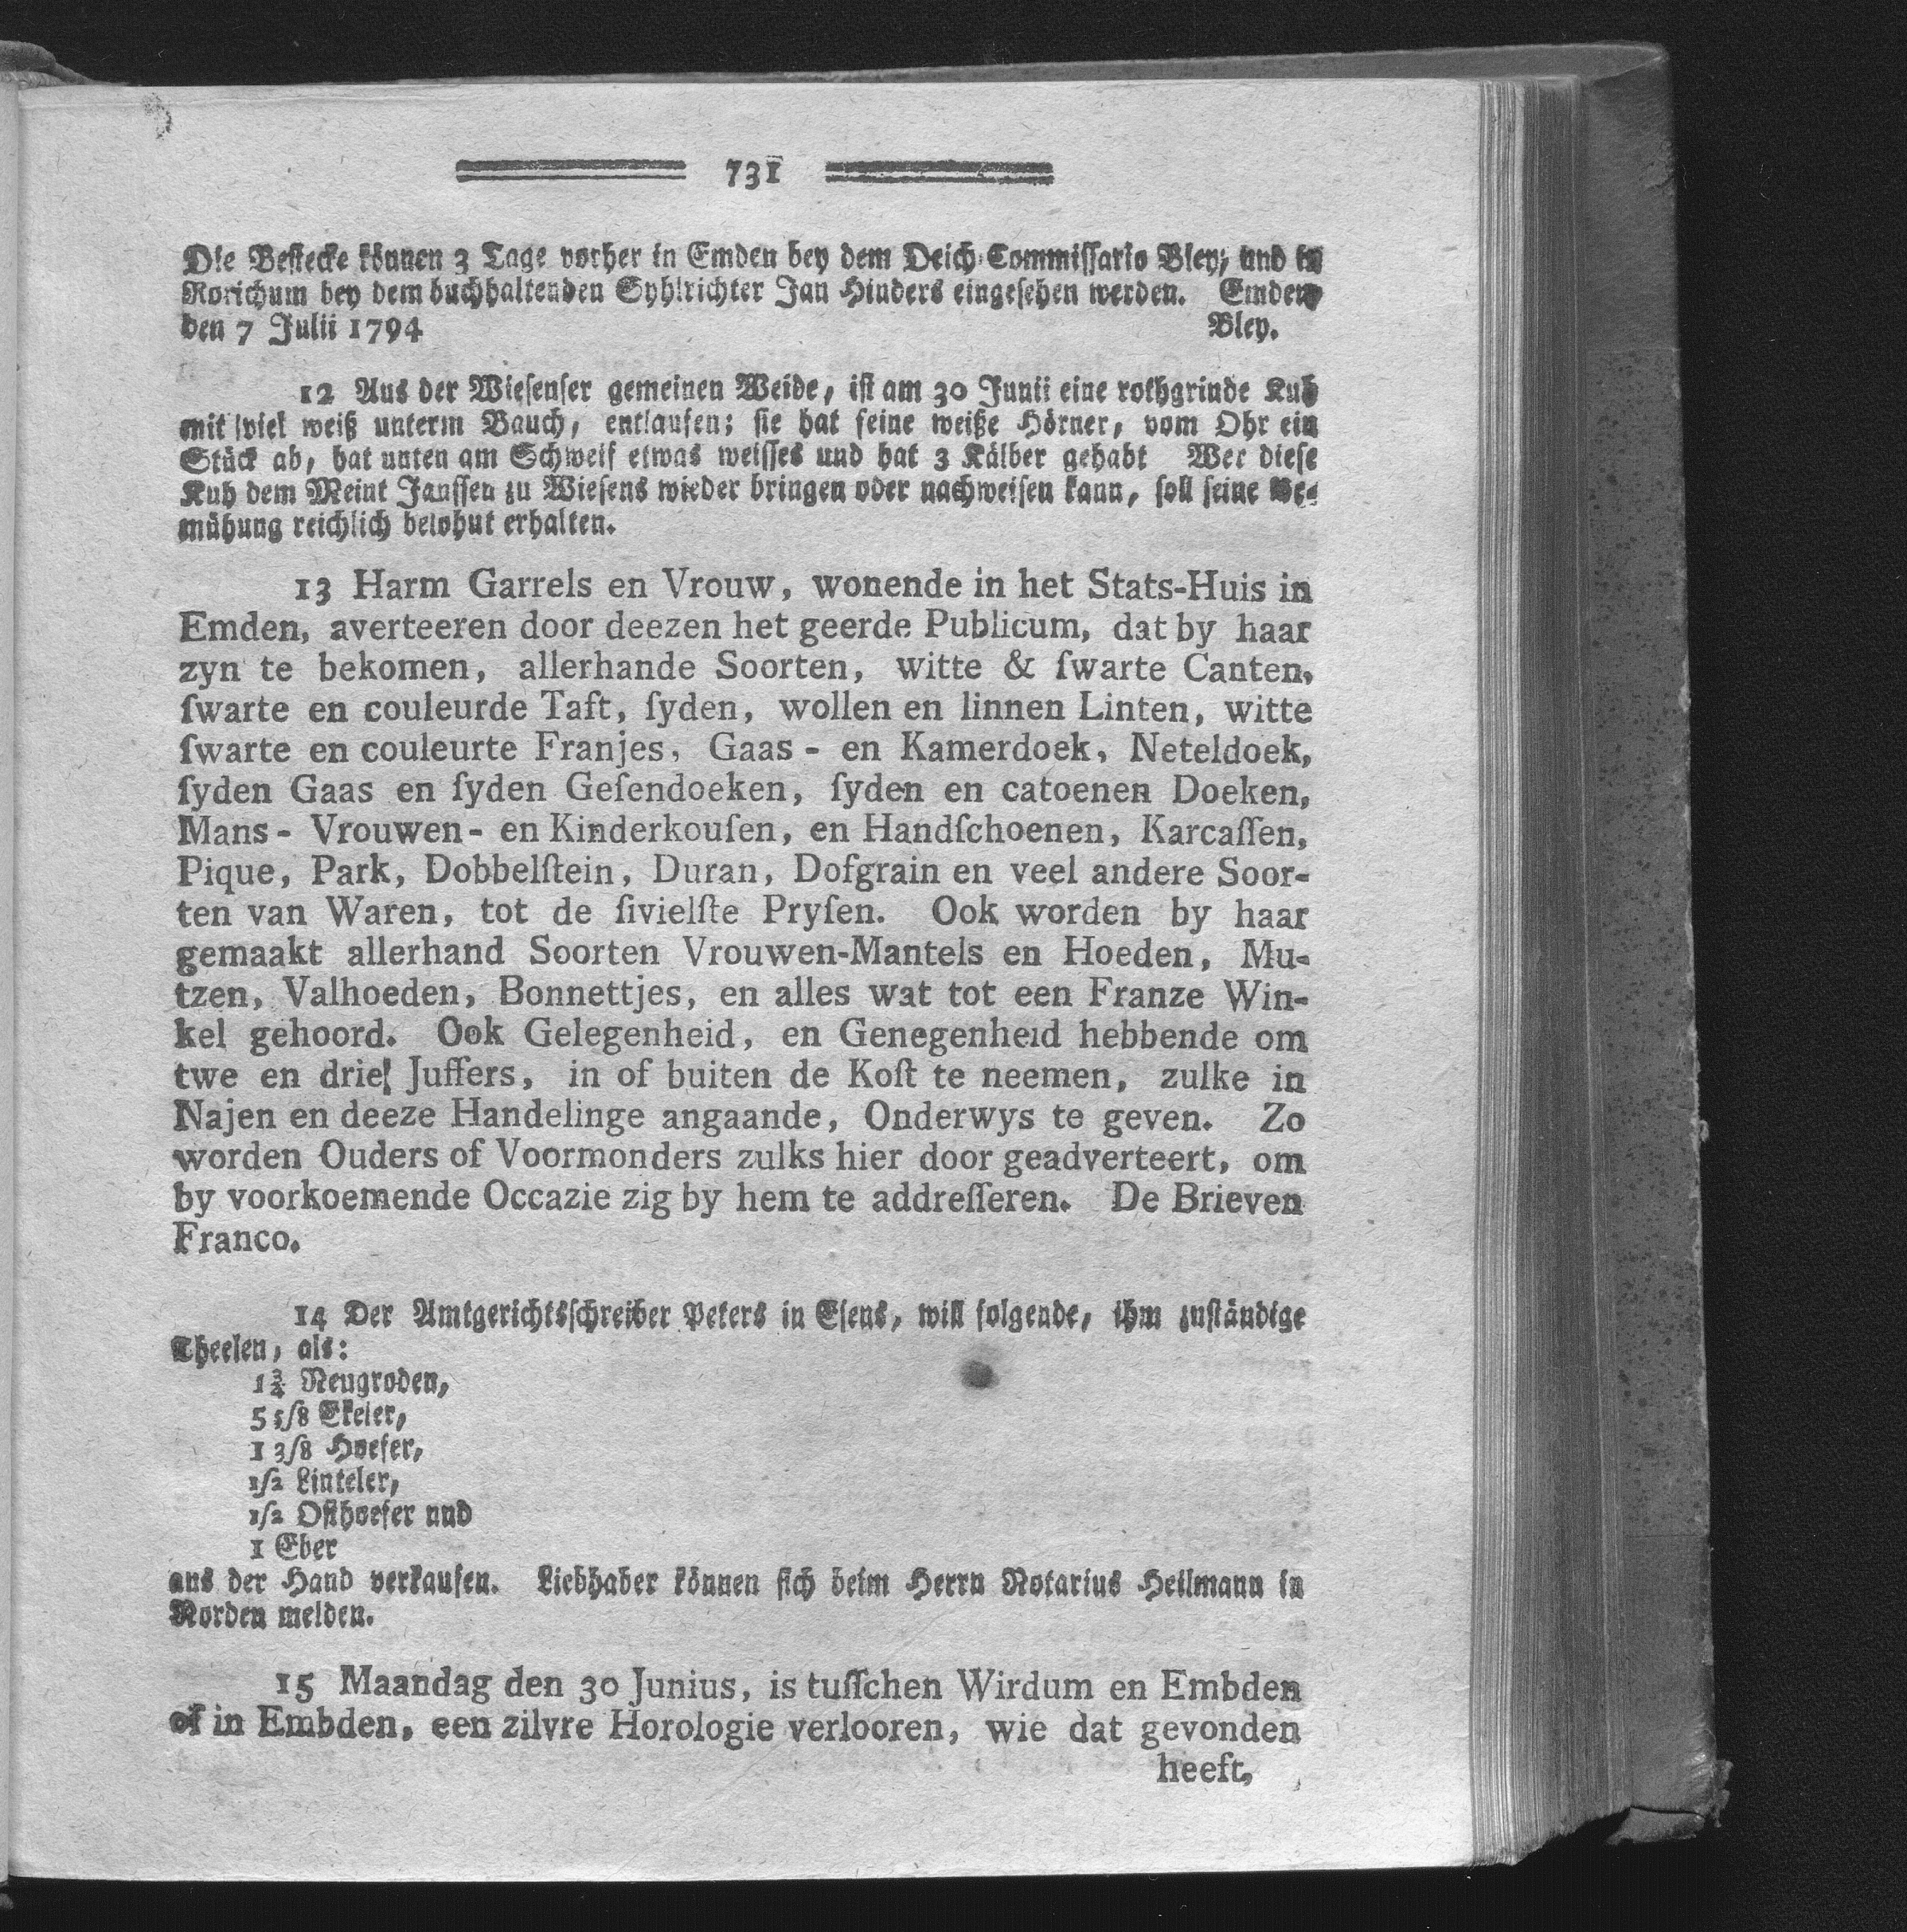 731
Die Bestecke können 3 Tage vorher in Emden bey dem Deich-Commissario Bley, und in
Rorichum bey dem buchhaltenden Syhlrichter Jan Hinders eingesehen werden. Emden
den 7 Julii 1794 Bley.
12 Aus der Wiesenser gemeinen Weide, ist am 30 Junii eine rothgrinde Kuh
mit viel weiß unterm Bauch, entlaufen; sie hat feine weiße Hörner, vom Ohr ein
Stück ab, hat unten am Schweif etwas weisses und hat 3 Kälber gehabt Wer diese
Kuh dem Meint Janssen zu Wiesens wieder bringen oder nachweisen kann, soll seine Be-
mühung reichlich belohnt erhalten.
13 Harm Garrels en Vrouw, wonende in het Stats-Huis in
Emden, averteeren door deezen het geerde Publicum, dat by haar
zyn te bekomen, allerhande Soorten, witte & ſwarte Canten,
ſwarte en couleurde Taft, ſyden, wollen en linnen Linten, witte
ſwarte en couleurte Franjes, Gaas- en Kamerdoek, Neteldoek,
ſyden Gaas en ſyden Geſendoeken, ſyden en catoenen Doeken,
Mans- Vrouwen- en Kinderkouſen, en Handſchoenen, Karcaſſen,
Pique, Park, Dobbelſtein, Duran, Dofgrain en veel andere Soor-
ten van Waren, tot de ſivielſte Pryſen. Ook worden by haar
gemaakt allerhand Soorten Vrouwen-Mantels en Hoeden, Mu-
tzen, Valhoeden, Bonnettjes, en alles wat tot een Franze Win-
kel gehoord. Ook Gelegenheid, en Genegenheid hebbende om
twe en drie Juffers, in of buiten de Koſt te neemen, zulke in
Najen en deeze Handelinge angaande, Onderwys te geven. Zo
worden Ouders of Voormonders zulks hier door geadverteert, om
by voorkoemende Occazie zig by hem te addreſſeren. De Brieven
Franco.
14 Der Amtgerichtsschreiber Peters in Esens, will folgende, ihm zuständige
Theelen, als:
1¾ Neugroden,
5 5/8 Ekeler,
1 3/8 Hoefer,
1/2 Linteler,
1/2 Osthoefer und
1 Eber
aus der Hand verkaufen. Liebhaber können sich beim Herrn Notarius Heilmann in
Norden melden.
15 Maandag den 30 Junius, is tuſſchen Wirdum en Embden
of in Embden, een zilvre Horologie verlooren, wie dat gevonden
heeft,